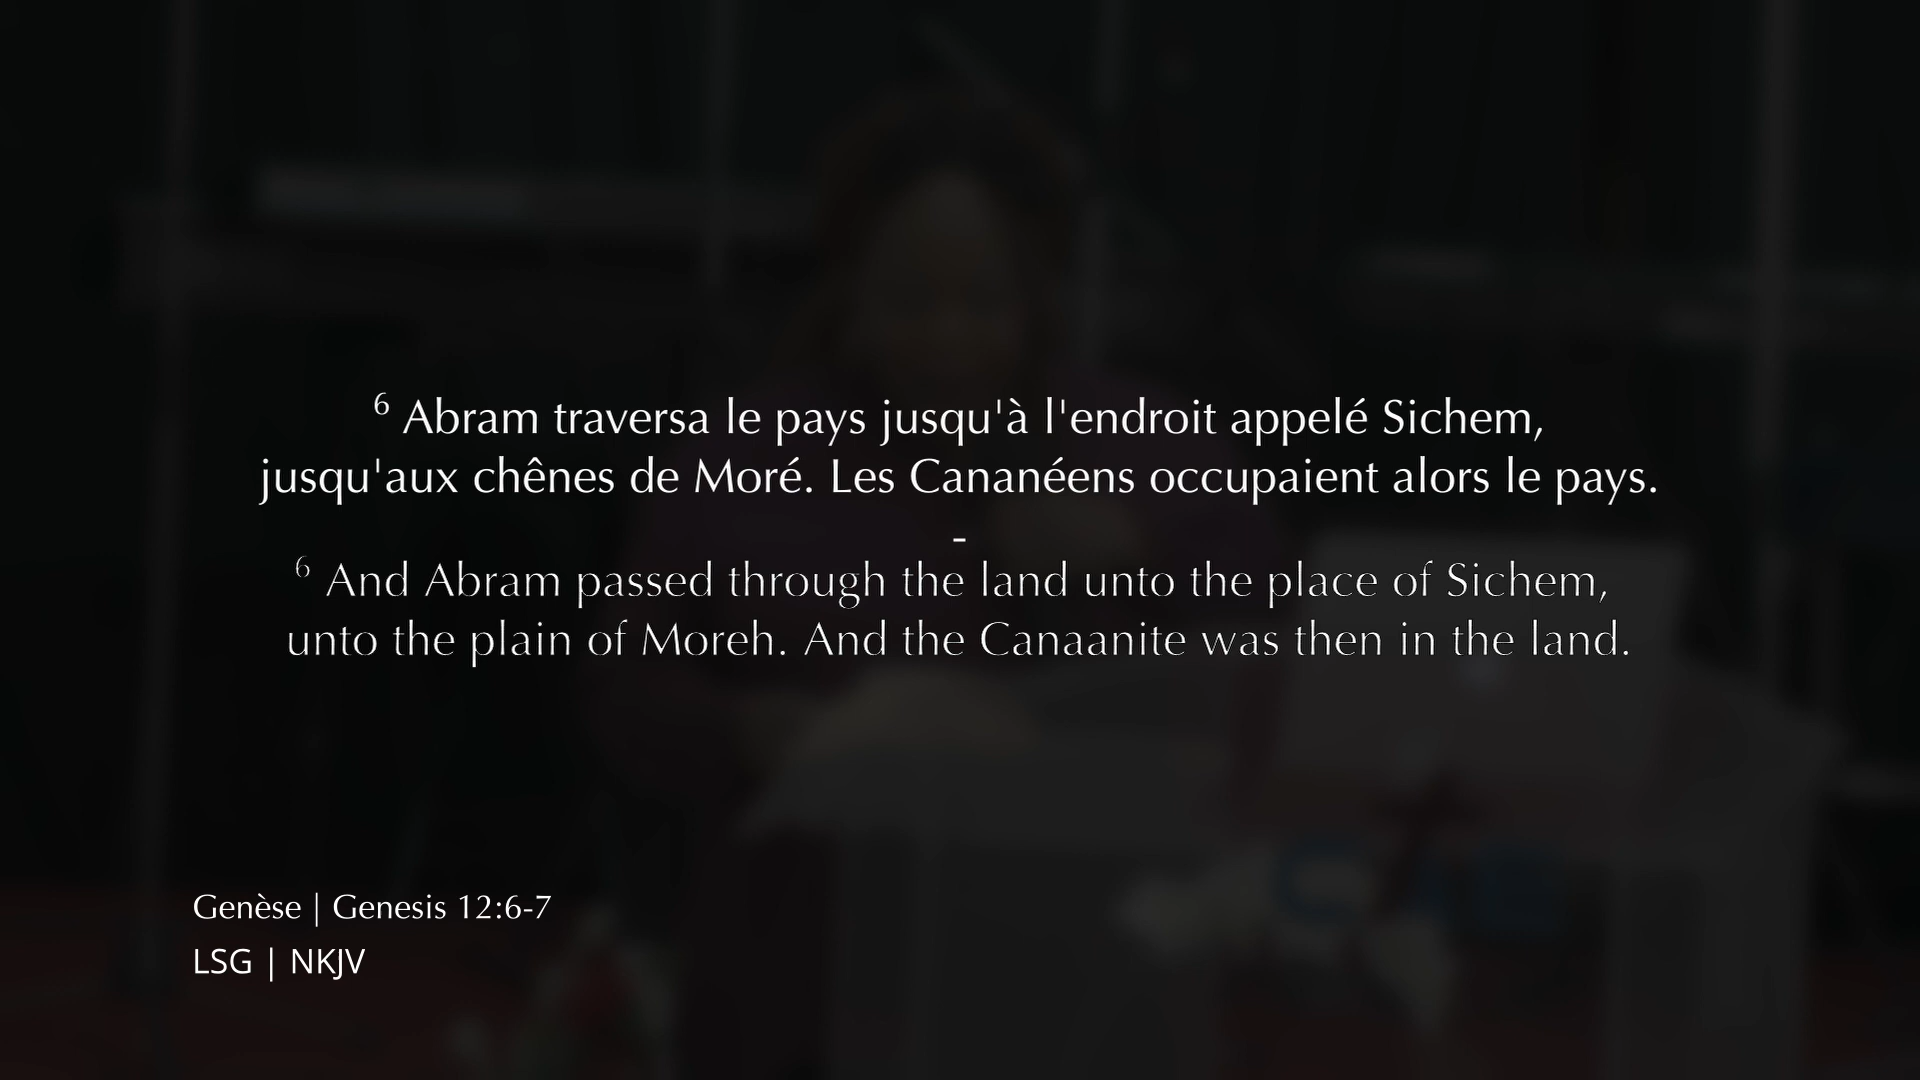 6 Abram traversa le pays jusqu'à l'endroit appelé Sichem,
jusqu'aux chênes de Moré. Les Cananéens occupaient alors le pays.
-
6 And Abram passed through the land unto the place of Sichem,
unto the plain of Moreh. And the Canaanite was then in the land.
Genèse | Genesis 12:6-7
LSG | NKJV